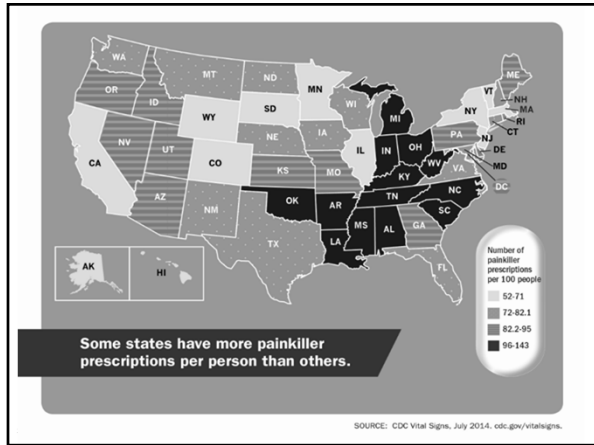 WA
MT
ND
MN
VT
ME
OR
ID
SD
WI
NY
NH
MA
WY
MI
RI
CT
NV
NE
IA
PA
NJ
DE
CA
UT
CO
IL
IN
OH
MD
DC
KS
MO
WV
VA
KY
AZ
NM
OK
AR
TN
NC
SC
TX
LA
MS
AL
GA
FL
AK
HI
Number of
painkiller
prescriptions
per 100 people
52-71
72-82.1
82.2-95
96-143
Some states have more painkiller
prescriptions per person than others.
SOURCE: CDC Vital Signs, July 2014. cdc.gov/vitalsigns.